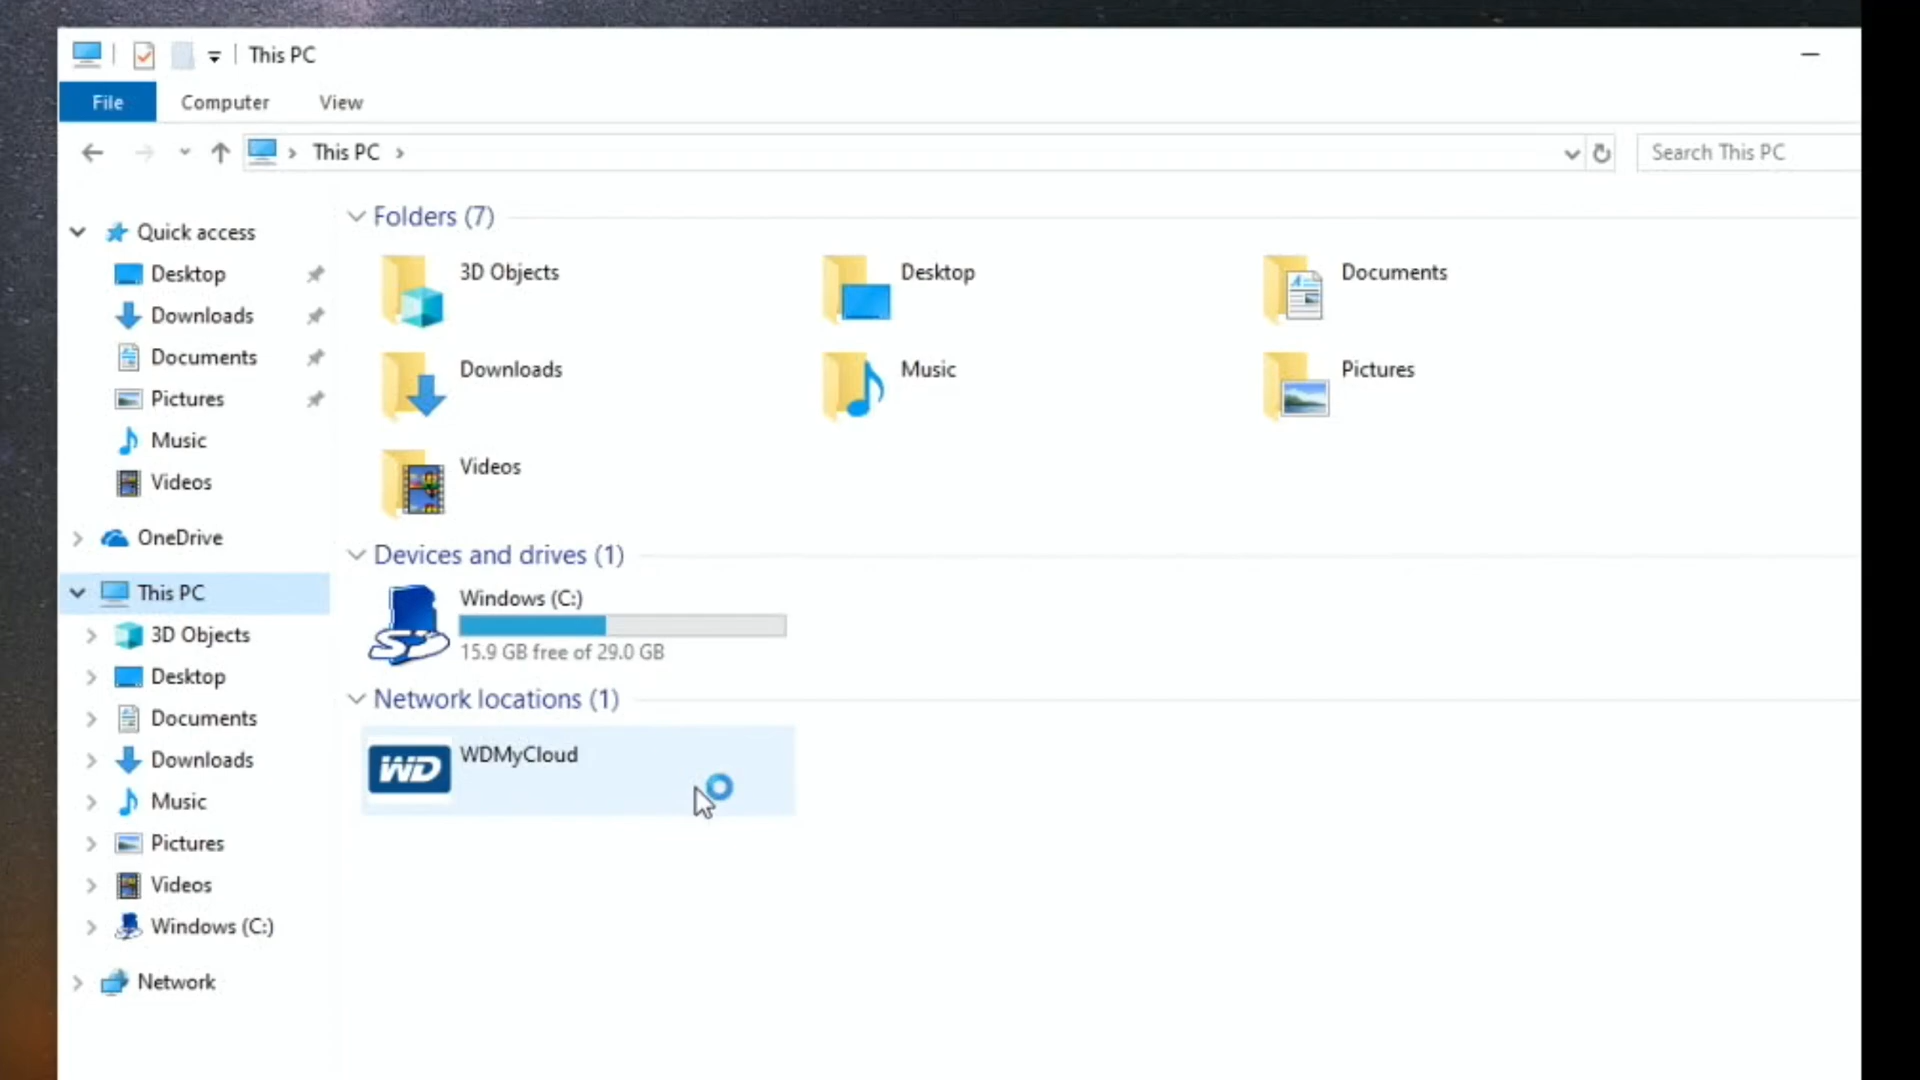 This PC
File Computer View
This PC
Search This PC
Quick access
Desktop
Downloads
Documents
Pictures
Music
Videos
OneDrive
This PC
3D Objects
Desktop
Documents
Downloads
Music
Pictures
Videos
Windows (C:)
Network
Folders (7)
3D Objects Desktop Documents
Downloads Music Pictures
Videos
Devices and drives (1)
SD
Windows (C:)
15.9 GB free of 29.0 GB
Network locations (1)
WD
WDMyCloud